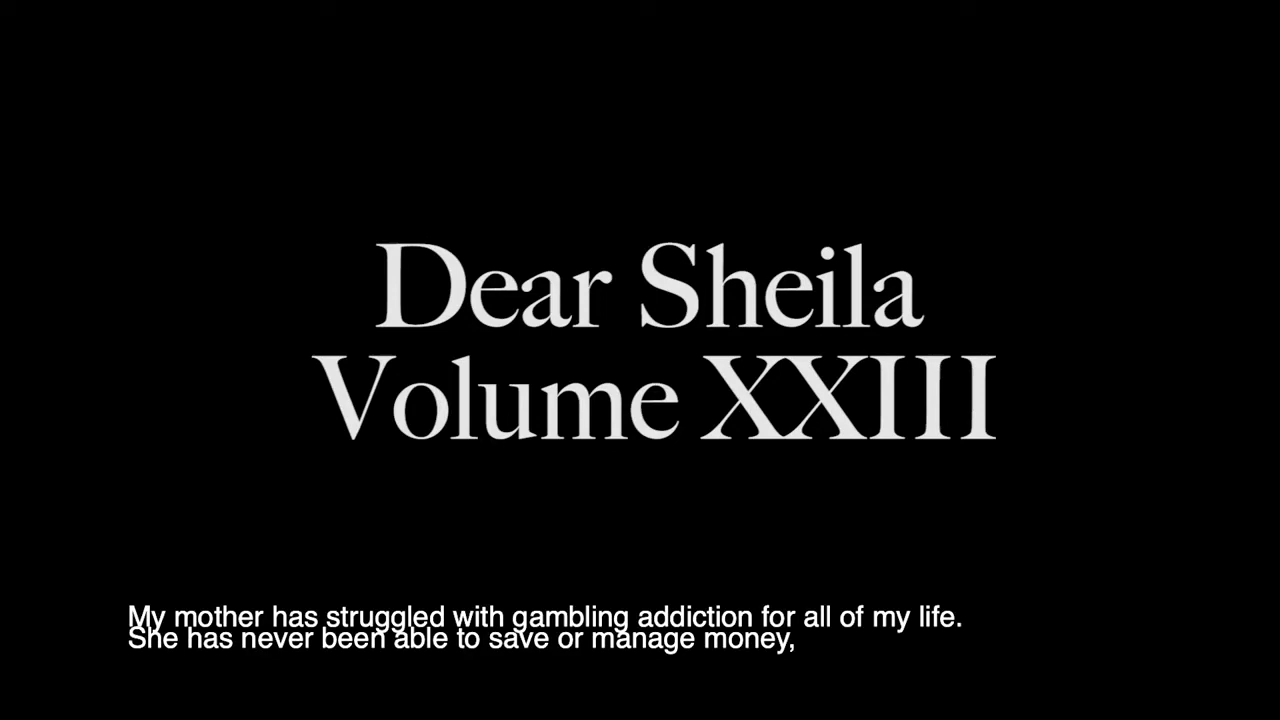 Dear Sheila
Volume XXIII
My mother has struggled with gambling addiction for all of my life.
She has never been able to save or manage money,